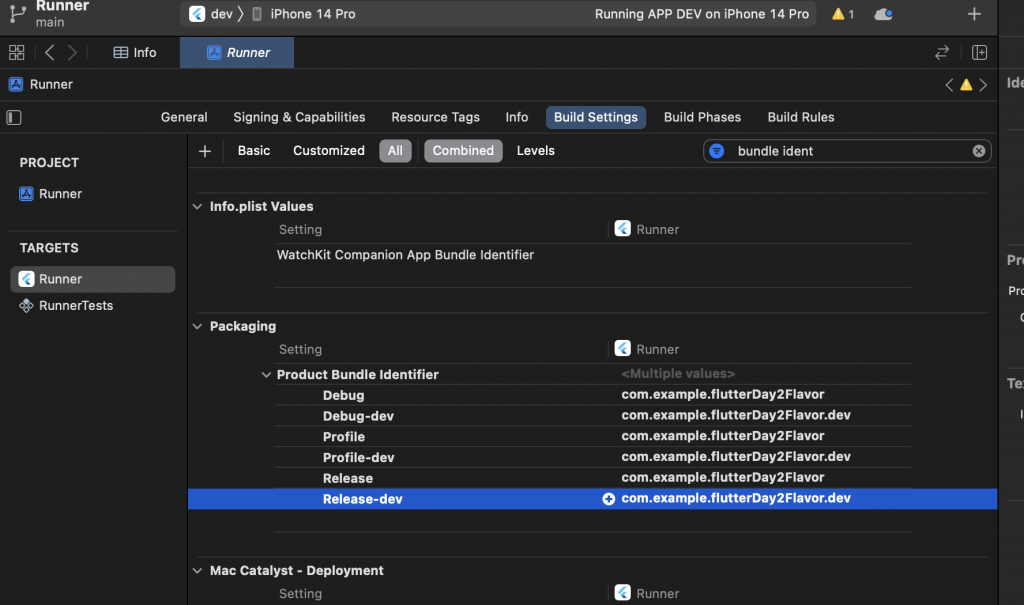 Runner
main
dev
iPhone 14 Pro
Running APP DEV on iPhone 14 Pro
1
Info
Runner
Runner
Ide
General
Signing & Capabilities
Resource Tags
Info
Build Settings
Build Phases
Build Rules
Basic
Customized
All
Combined
Levels
bundle ident
PROJECT
Runner
TARGETS
Runner
RunnerTests
Info.plist Values
Setting
Runner
WatchKit Companion App Bundle Identifier
Packaging
Setting
Runner
Product Bundle Identifier
<Multiple values>
Debug
com.example.flutterDay2Flavor
Debug-dev
com.example.flutterDay2Flavor.dev
Profile
com.example.flutterDay2Flavor
Profile-dev
com.example.flutterDay2Flavor.dev
Release
com.example.flutterDay2Flavor
Release-dev
com.example.flutterDay2Flavor.dev
Mac Catalyst - Deployment
Setting
Runner
Pro
Pro
Te